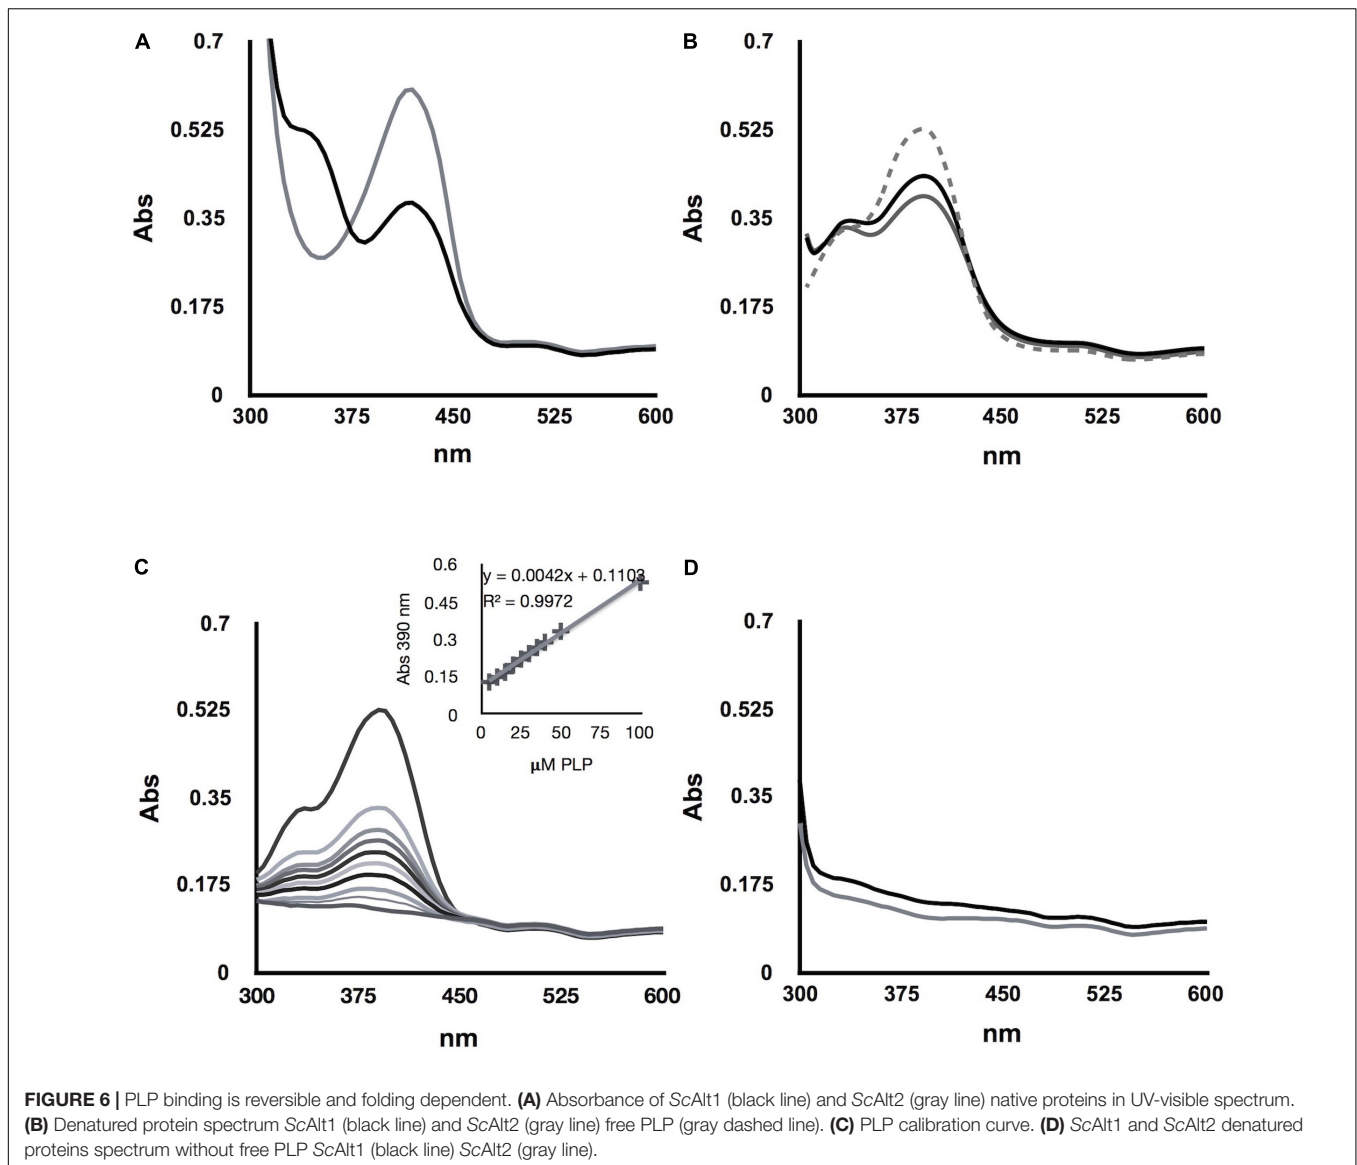 A
0.7
0.525
0.35
0.175
0
Abs
300 375 450 525 600
nm
B
0.7
0.525
0.35
0.175
0
Abs
300 375 450 525 600
nm
C
0.7
0.525
0.35
0.175
0
Abs
300 375 450 525 600
nm
0.6
0.45
0.3
0.15
0
Abs 390 nm
y = 0.0042x + 0.1103
R² = 0.9972
0 25 50 75 100
µM PLP
D
0.7
0.525
0.35
0.175
0
Abs
300 375 450 525 600
nm
FIGURE 6 | PLP binding is reversible and folding dependent. (A) Absorbance of ScAlt1 (black line) and ScAlt2 (gray line) native proteins in UV-visible spectrum.
(B) Denatured protein spectrum ScAlt1 (black line) and ScAlt2 (gray line) free PLP (gray dashed line). (C) PLP calibration curve. (D) ScAlt1 and ScAlt2 denatured
proteins spectrum without free PLP ScAlt1 (black line) ScAlt2 (gray line).